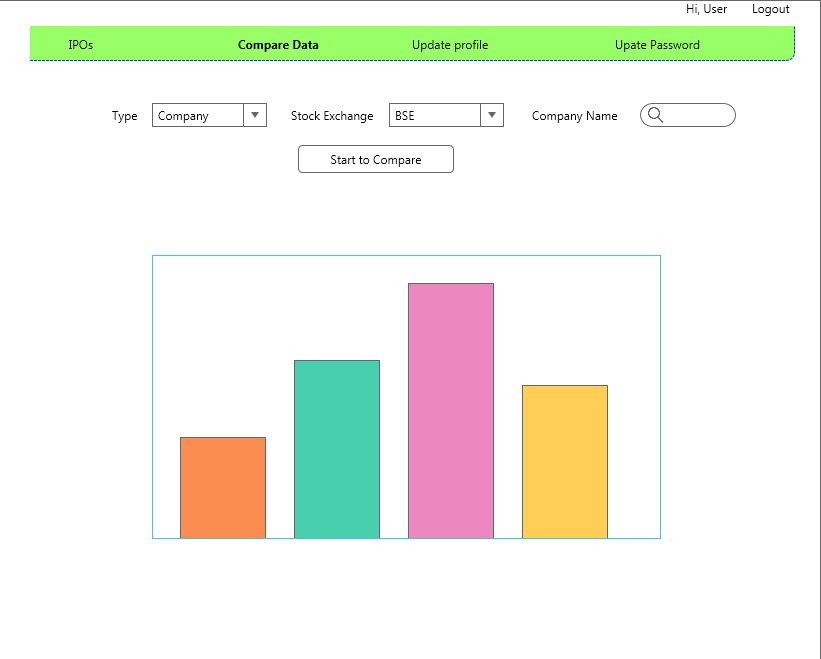 Hi, User Logout
IPOs Compare Data Update profile Upate Password
Type Company Stock Exchange BSE Company Name
Start to Compare